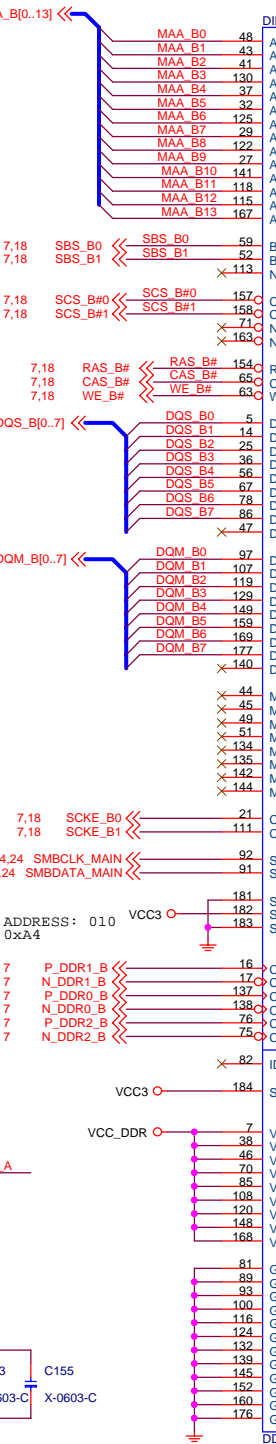 A_B[0..13]
MAA_B0 48
MAA_B1 43
MAA_B2 41
MAA_B3 130
MAA_B4 37
MAA_B5 32
MAA_B6 125
MAA_B7 29
MAA_B8 122
MAA_B9 27
MAA_B10 141
MAA_B11 118
MAA_B12 115
MAA_B13 167
7,18 SBS_B0 SBS_B0 59
7,18 SBS_B1 SBS_B1 52
113
7,18 SCS_B#0 SCS_B#0 157
7,18 SCS_B#1 SCS_B#1 158
71
163
7,18 RAS_B# RAS_B# 154
7,18 CAS_B# CAS_B# 65
7,18 WE_B# WE_B# 63
DQS_B[0..7]
DQS_B0 5
DQS_B1 14
DQS_B2 25
DQS_B3 36
DQS_B4 56
DQS_B5 67
DQS_B6 78
DQS_B7 86
47
DQM_B[0..7]
DQM_B0 97
DQM_B1 107
DQM_B2 119
DQM_B3 129
DQM_B4 149
DQM_B5 159
DQM_B6 169
DQM_B7 177
140
44
45
49
51
134
135
142
144
7,18 SCKE_B0 21
7,18 SCKE_B1 111
4,24 SMBCLK_MAIN 92
,24 SMBDATA_MAIN 91
181
VCC3 182
183
ADDRESS: 010
0xA4
7 P_DDR1_B 16
7 N_DDR1_B 17
7 P_DDR0_B 137
7 N_DDR0_B 138
7 P_DDR2_B 76
7 N_DDR2_B 75
82
VCC3 184
VCC_DDR 7
38
46
70
85
108
120
148
168
_A
81
89
93
100
116
124
132
139
145
152
160
176
3 C155
603-C X-0603-C